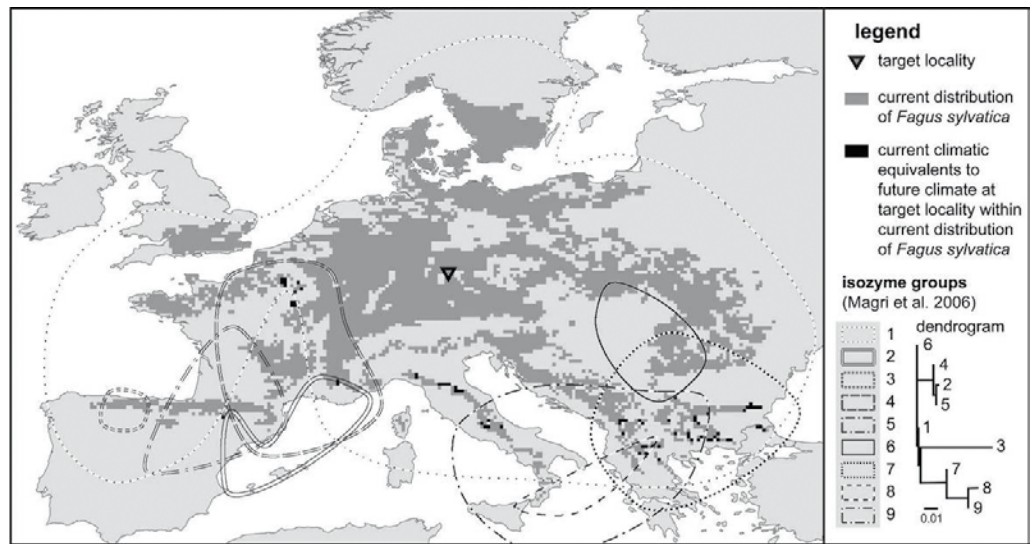 legend
target locality
current distribution
of Fagus sylvatica
current climatic
equivalents to
future climate at
target locality within
current distribution
of Fagus sylvatica
isozyme groups
(Magri et al. 2006)
dendrogram
1
2
3
4
5
6
7
8
9
6
4
2
5
1
3
7
8
9
0.01